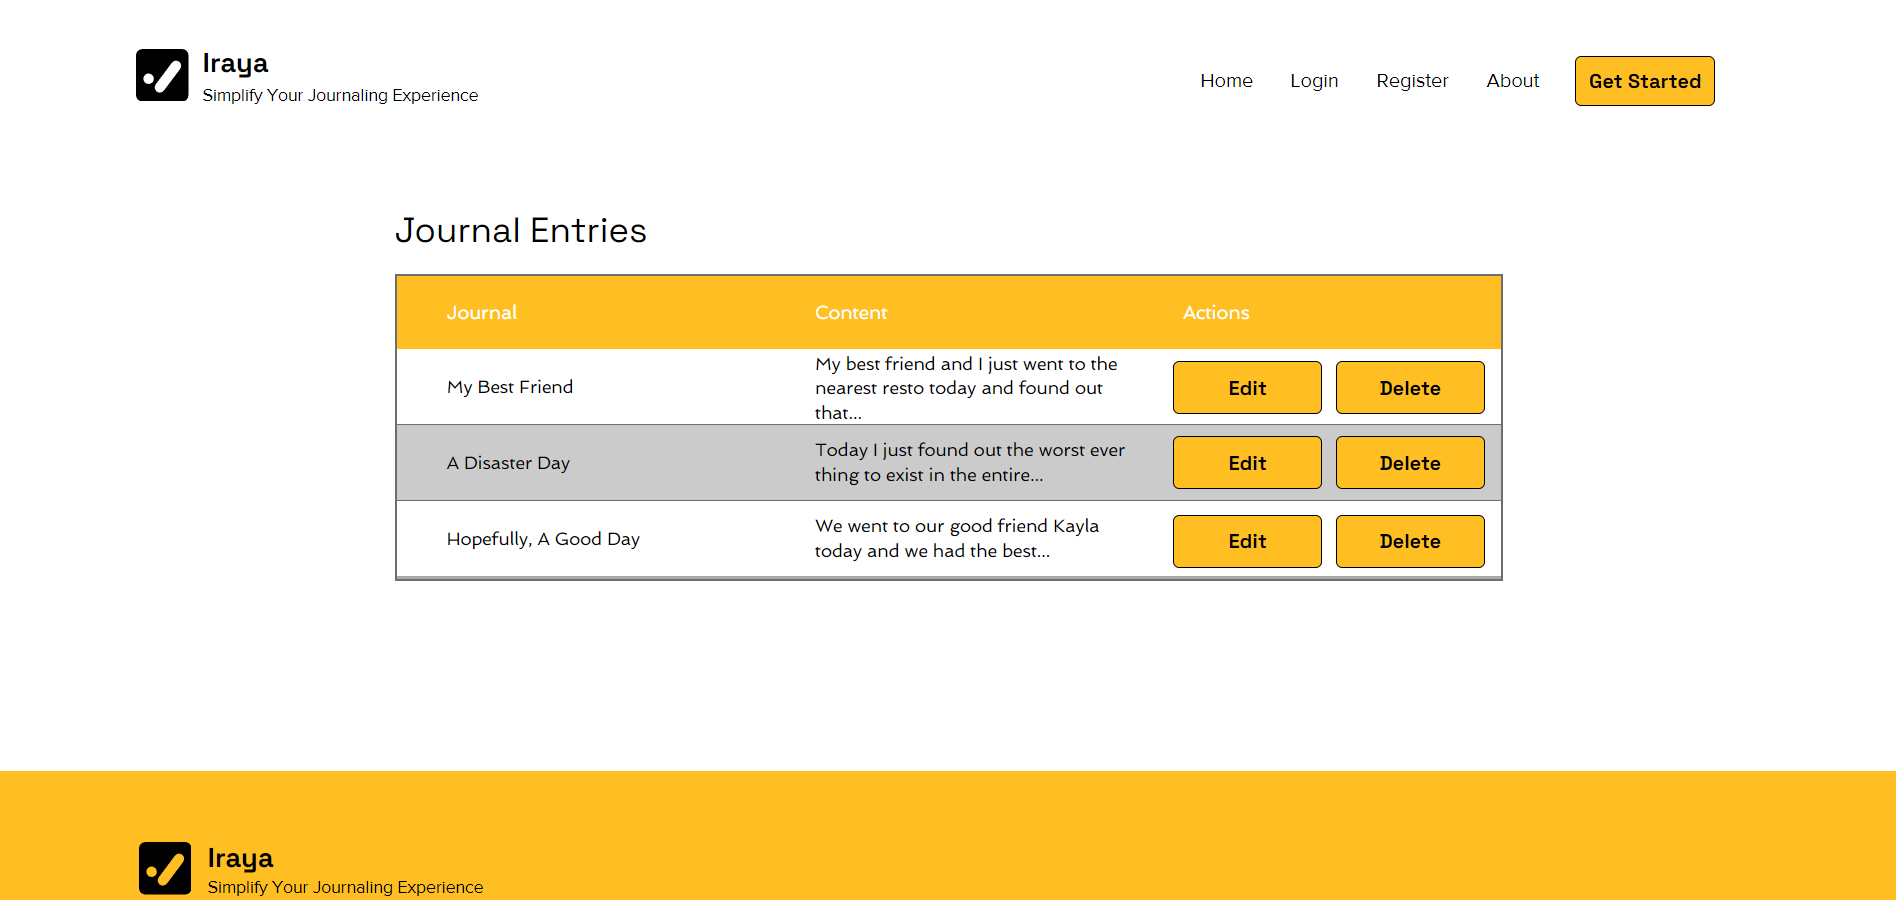 Iraya
Simplify Your Journaling Experience
Home Login Register About Get Started
Journal Entries
Journal Content Actions
My Best Friend
My best friend and I just went to the
nearest resto today and found out
that...
Edit Delete
A Disaster Day
Today I just found out the worst ever
thing to exist in the entire...
Edit Delete
Hopefully, A Good Day
We went to our good friend Kayla
today and we had the best...
Edit Delete
Iraya
Simplify Your Journaling Experience